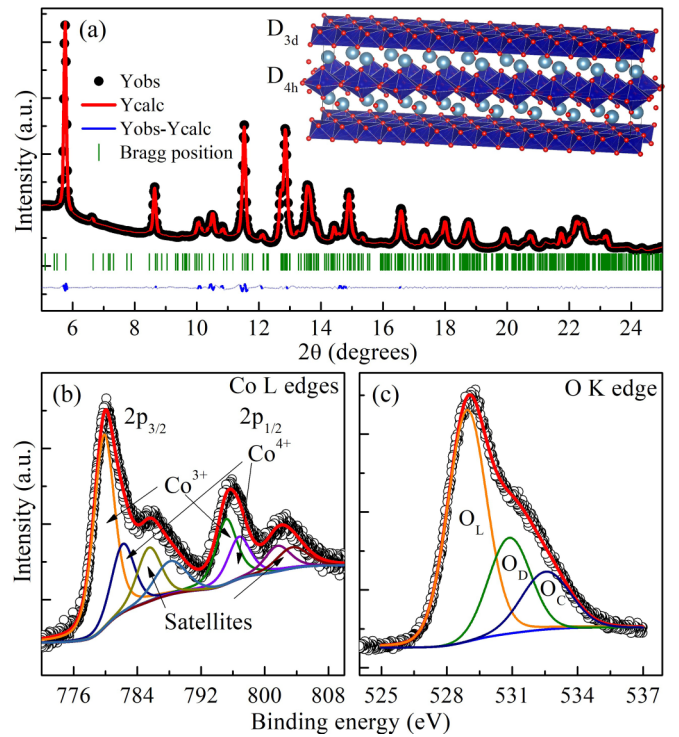 (a)
D3d
D4h
Yobs
Ycalc
Yobs-Ycalc
Bragg position
Intensity (a.u.)
6 8 10 12 14 16 18 20 22 24
2θ (degrees)
(b) Co L edges
2p3/2 2p1/2
Co3+ Co4+
Satellites
Intensity (a.u.)
776 784 792 800 808
(c) O K edge
OL
OD
OC
525 528 531 534 537
Binding energy (eV)